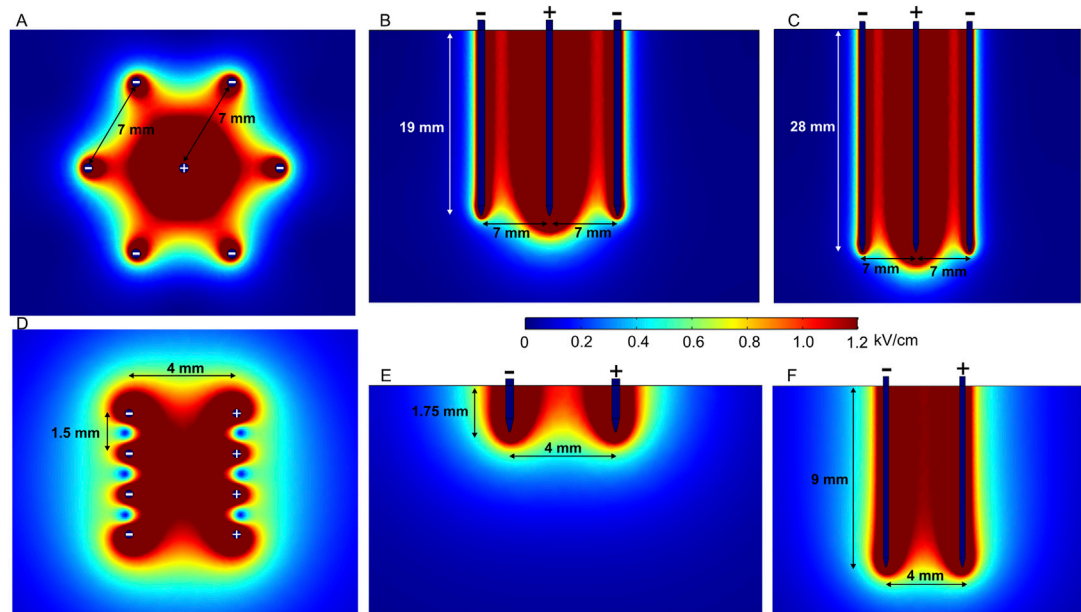 A
B
C
- + -
- + -
- -
7 mm
7 mm
- + -
- -
19 mm
7 mm 7 mm
28 mm
7 mm 7 mm
D
4 mm
1.5 mm
- +
- +
- +
- +
0 0.2 0.4 0.6 0.8 1.0 1.2 kV/cm
E
- +
1.75 mm
4 mm
F
- +
9 mm
4 mm